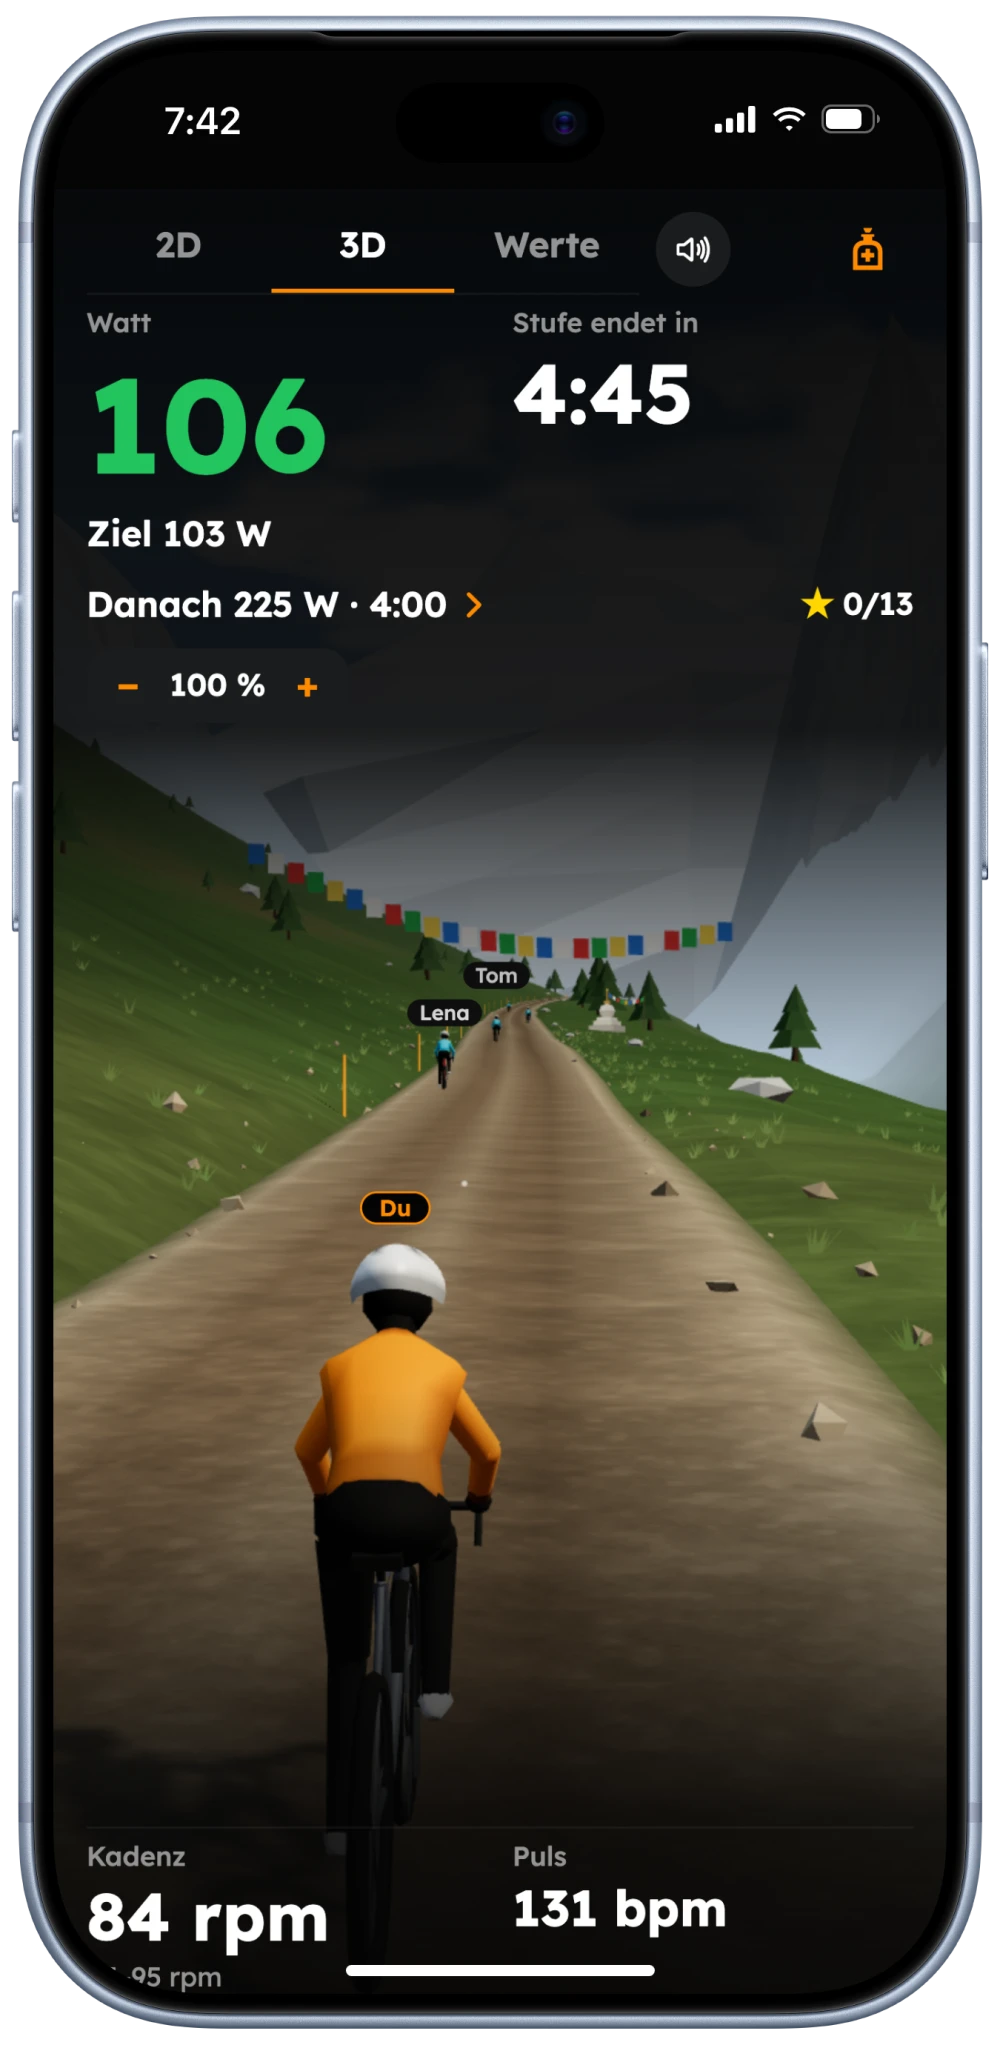 7:42
2D 3D Werte
Watt
106
Stufe endet in
4:45
Ziel 103 W
Danach 225 W · 4:00
0/13
− 100 % +
Tom
Lena
Du
Kadenz
84 rpm
-95 rpm
Puls
131 bpm